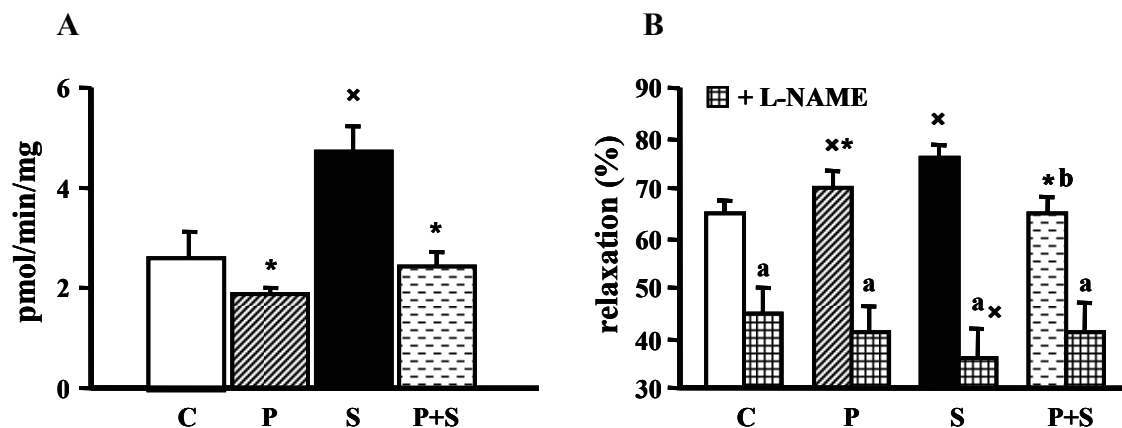 A
pmol/min/mg
6
4
2
0
*
×
*
C P S P+S
B
relaxation (%)
90
80
70
60
50
40
30
+ L-NAME
a
×*
a
×
a ×
* b
a
C P S P+S